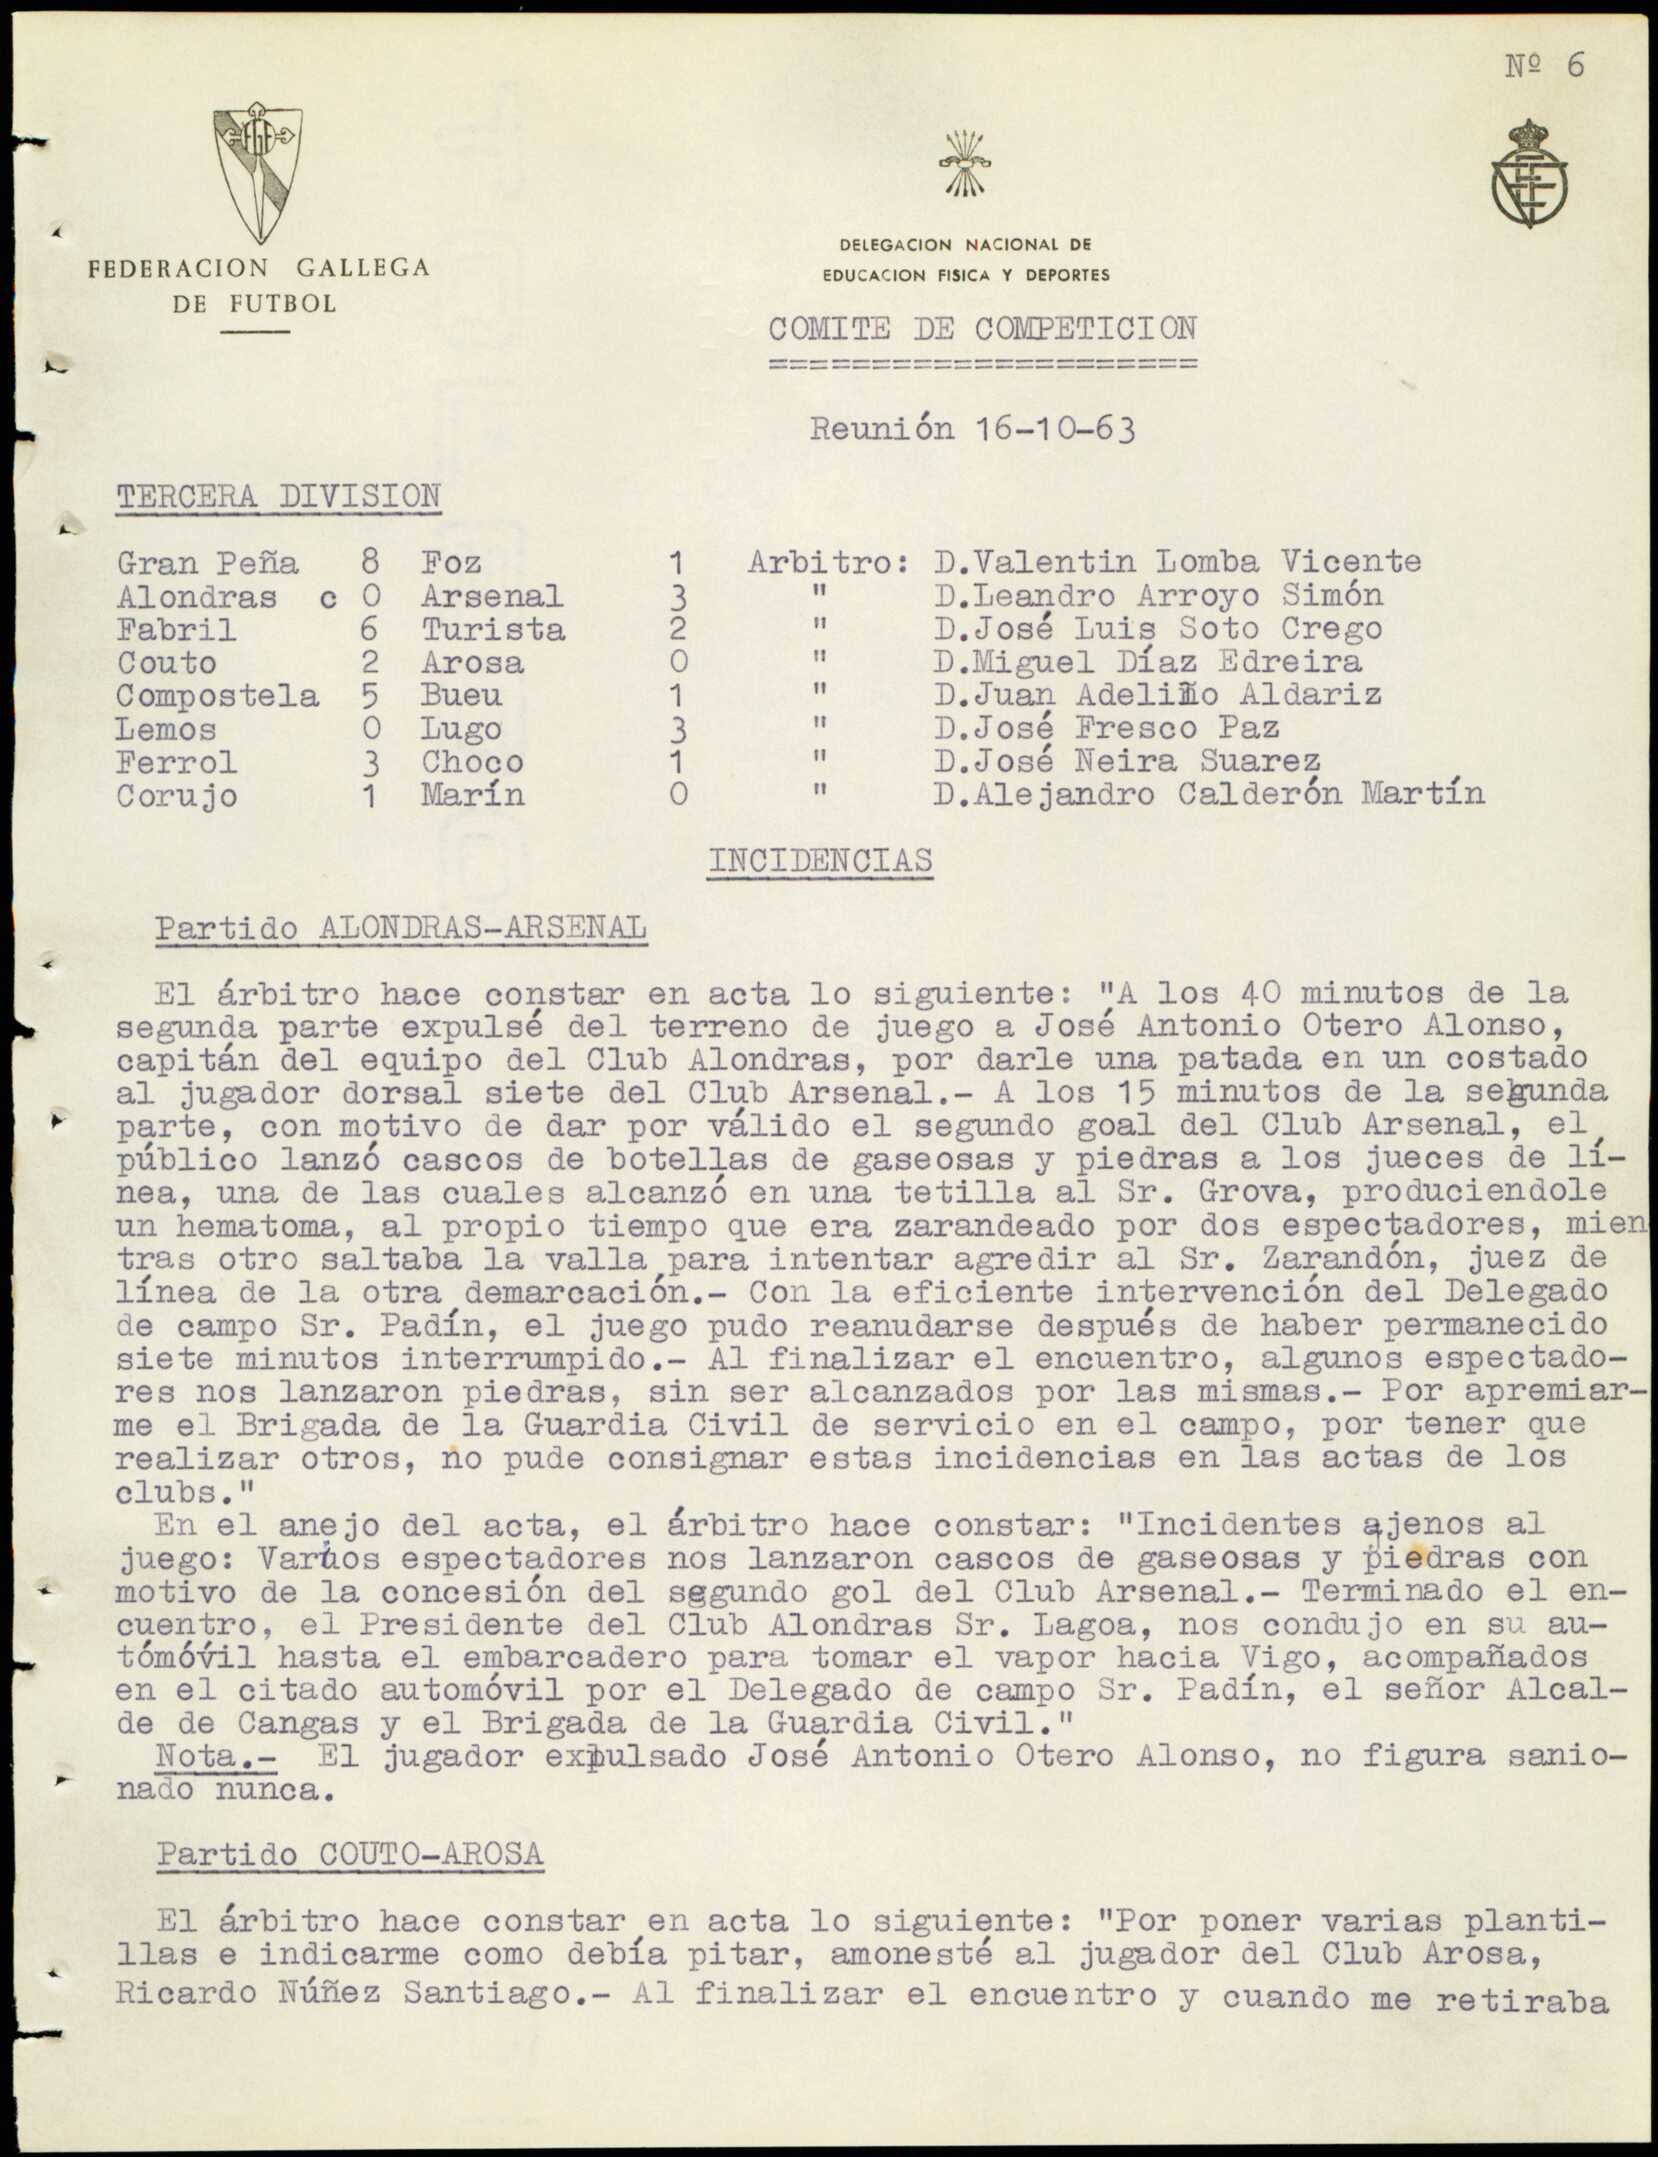 Nº 6
FGF
FEDERACION GALLEGA
DE FUTBOL
DELEGACION NACIONAL DE
EDUCACION FISICA Y DEPORTES
COMITE DE COMPETICION
=====================
Reunión 16-10-63
TERCERA DIVISION
Gran Peña 8 Foz 1 Arbitro: D.Valentin Lomba Vicente
Alondras c 0 Arsenal 3 " D.Leandro Arroyo Simón
Fabril 6 Turista 2 " D.José Luis Soto Crego
Couto 2 Arosa 0 " D.Miguel Díaz Edreira
Compostela 5 Bueu 1 " D.Juan Adeliño Aldariz
Lemos 0 Lugo 3 " D.José Fresco Paz
Ferrol 3 Choco 1 " D.José Neira Suarez
Corujo 1 Marín 0 " D.Alejandro Calderón Martín
INCIDENCIAS
Partido ALONDRAS-ARSENAL
El árbitro hace constar en acta lo siguiente: "A los 40 minutos de la
segunda parte expulsé del terreno de juego a José Antonio Otero Alonso,
capitán del equipo del Club Alondras, por darle una patada en un costado
al jugador dorsal siete del Club Arsenal.- A los 15 minutos de la segunda
parte, con motivo de dar por válido el segundo goal del Club Arsenal, el
público lanzó cascos de botellas de gaseosas y piedras a los jueces de lí-
nea, una de las cuales alcanzó en una tetilla al Sr. Grova, produciendole
un hematoma, al propio tiempo que era zarandeado por dos espectadores, mien
tras otro saltaba la valla para intentar agredir al Sr. Zarandón, juez de
línea de la otra demarcación.- Con la eficiente intervención del Delegado
de campo Sr. Padín, el juego pudo reanudarse después de haber permanecido
siete minutos interrumpido.- Al finalizar el encuentro, algunos espectado-
res nos lanzaron piedras, sin ser alcanzados por las mismas.- Por apremiar-
me el Brigada de la Guardia Civil de servicio en el campo, por tener que
realizar otros, no pude consignar estas incidencias en las actas de los
clubs."
En el anejo del acta, el árbitro hace constar: "Incidentes ajenos al
juego: Varios espectadores nos lanzaron cascos de gaseosas y piedras con
motivo de la concesión del segundo gol del Club Arsenal.- Terminado el en-
cuentro, el Presidente del Club Alondras Sr. Lagoa, nos condujo en su au-
tómóvil hasta el embarcadero para tomar el vapor hacia Vigo, acompañados
en el citado automóvil por el Delegado de campo Sr. Padín, el señor Alcal-
de de Cangas y el Brigada de la Guardia Civil."
Nota.- El jugador expulsado José Antonio Otero Alonso, no figura sanio-
nado nunca.
Partido COUTO-AROSA
El árbitro hace constar en acta lo siguiente: "Por poner varias planti-
llas e indicarme como debía pitar, amonesté al jugador del Club Arosa,
Ricardo Núñez Santiago.- Al finalizar el encuentro y cuando me retiraba